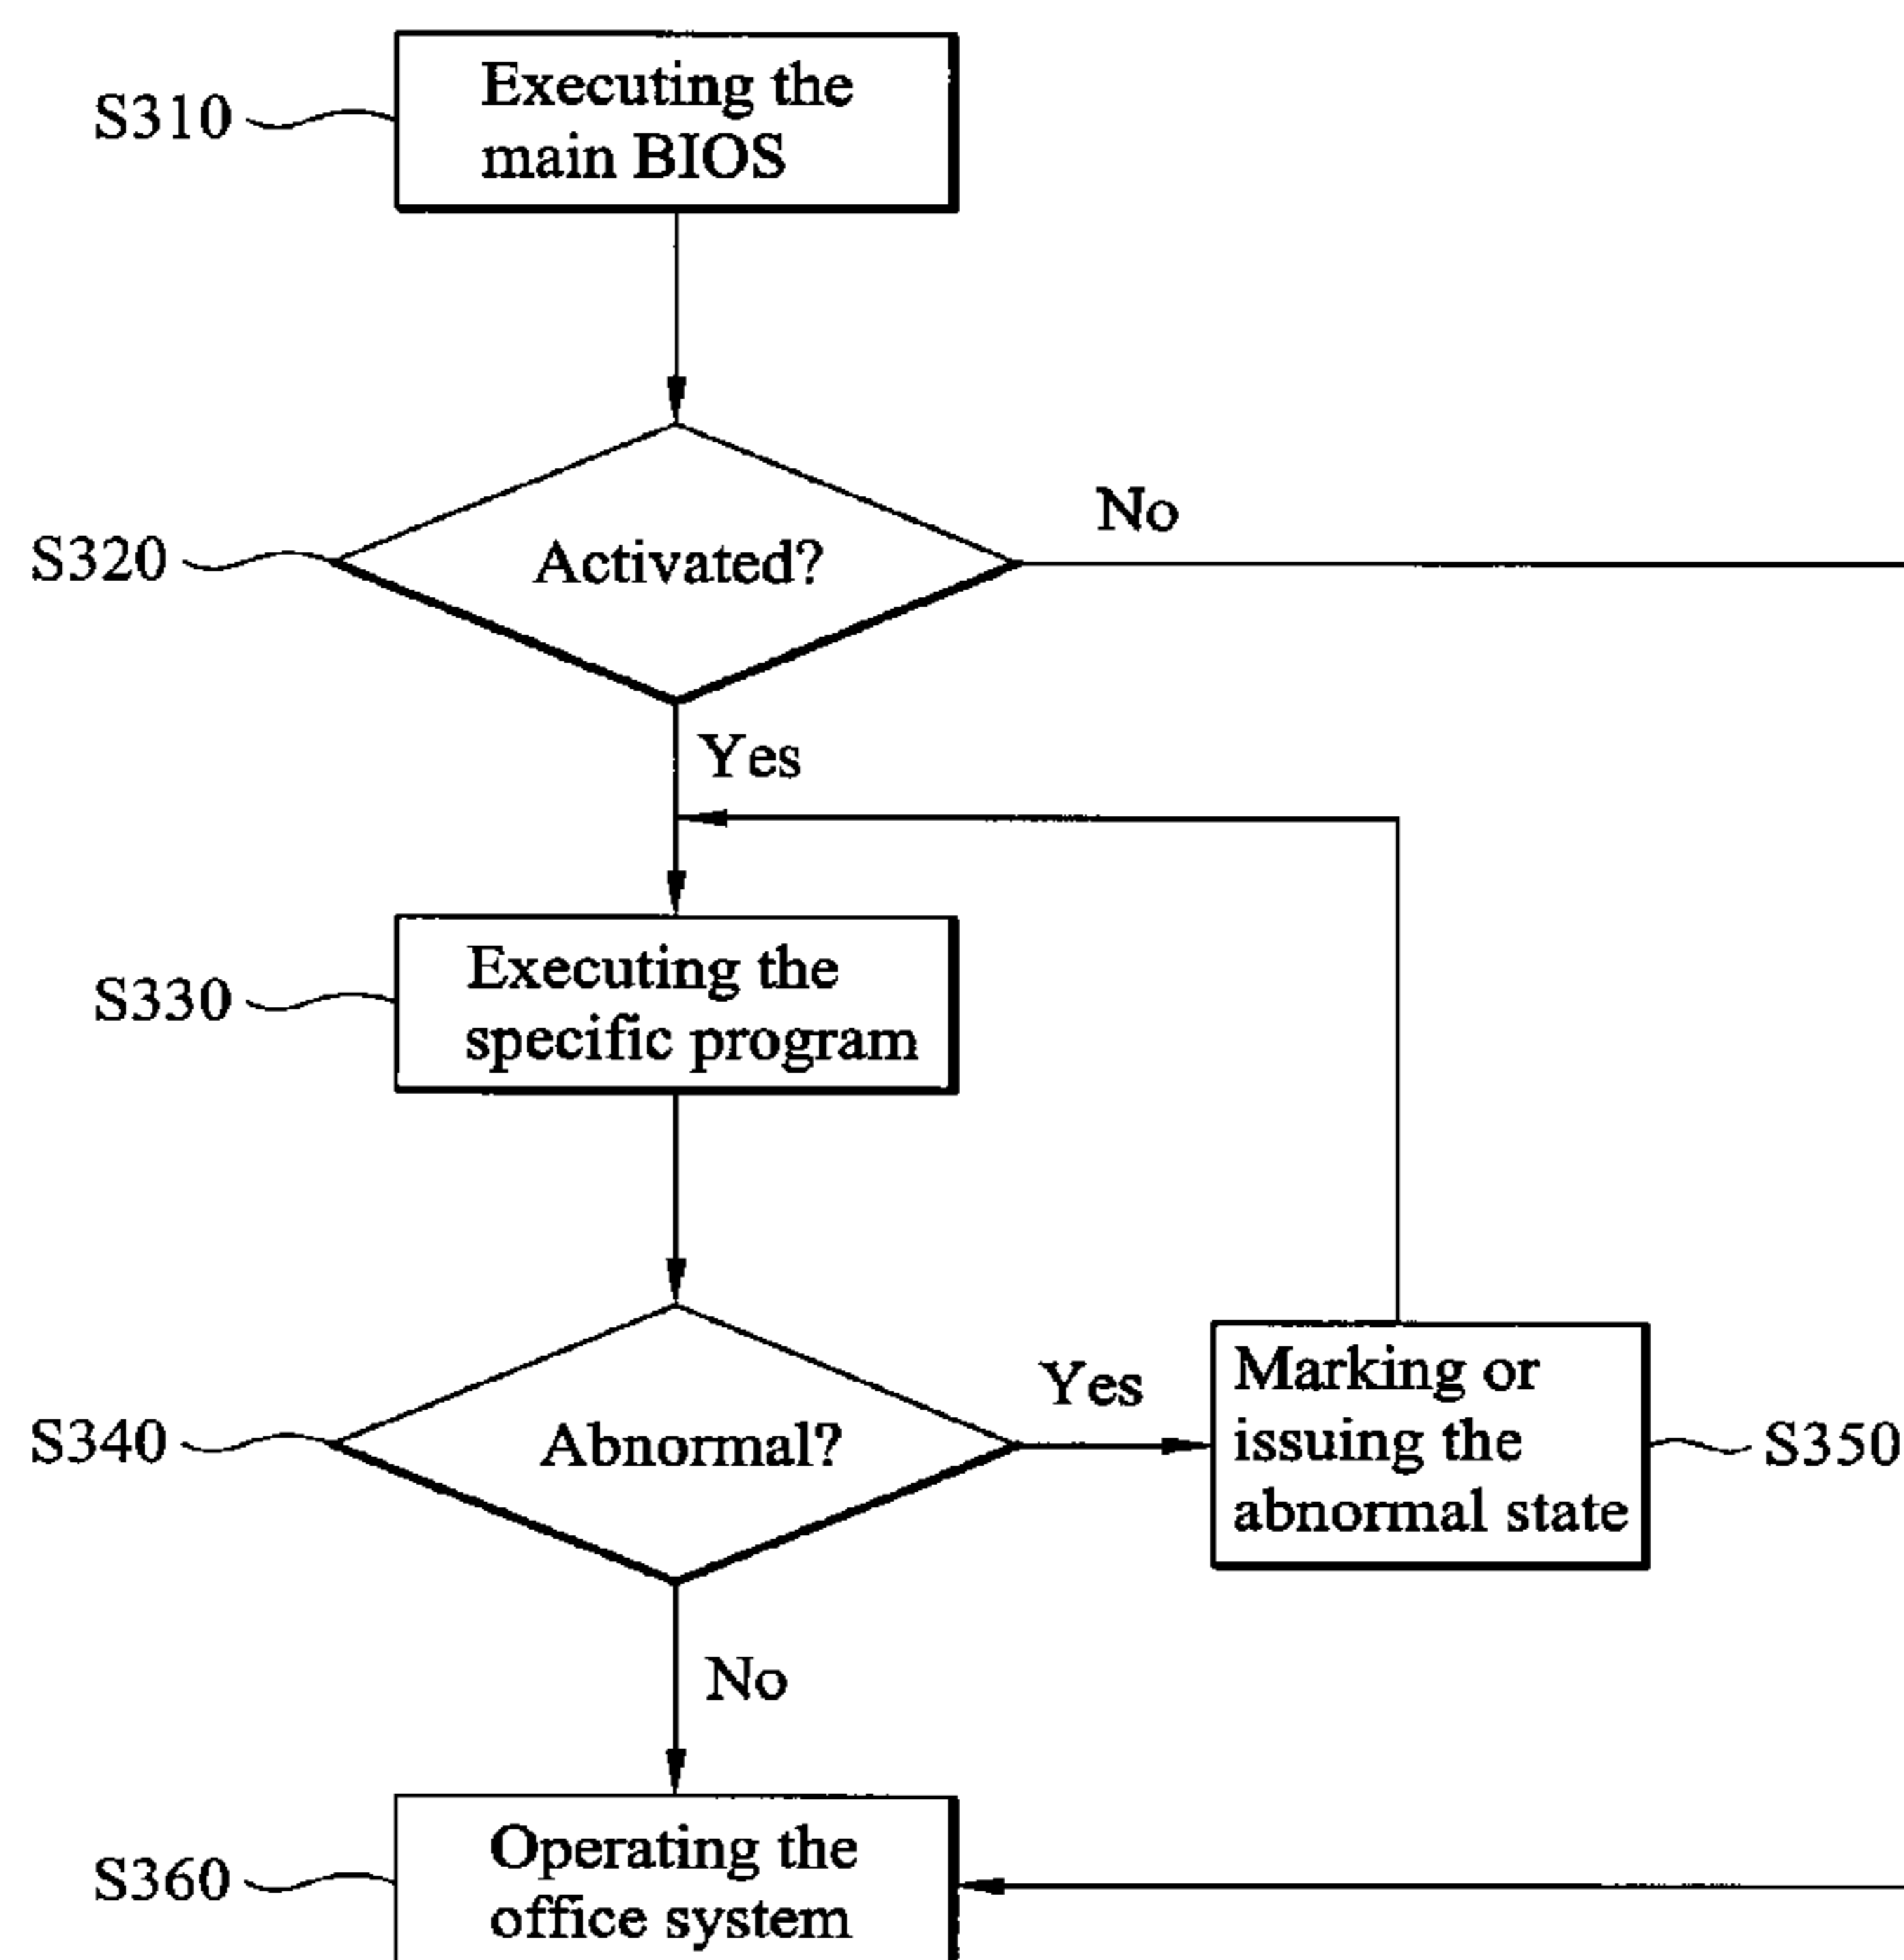 S310
Executing the
main BIOS
S320
Activated?
No
Yes
S330
Executing the
specific program
S340
Abnormal?
Yes
Marking or
issuing the
abnormal state
S350
No
S360
Operating the
office system